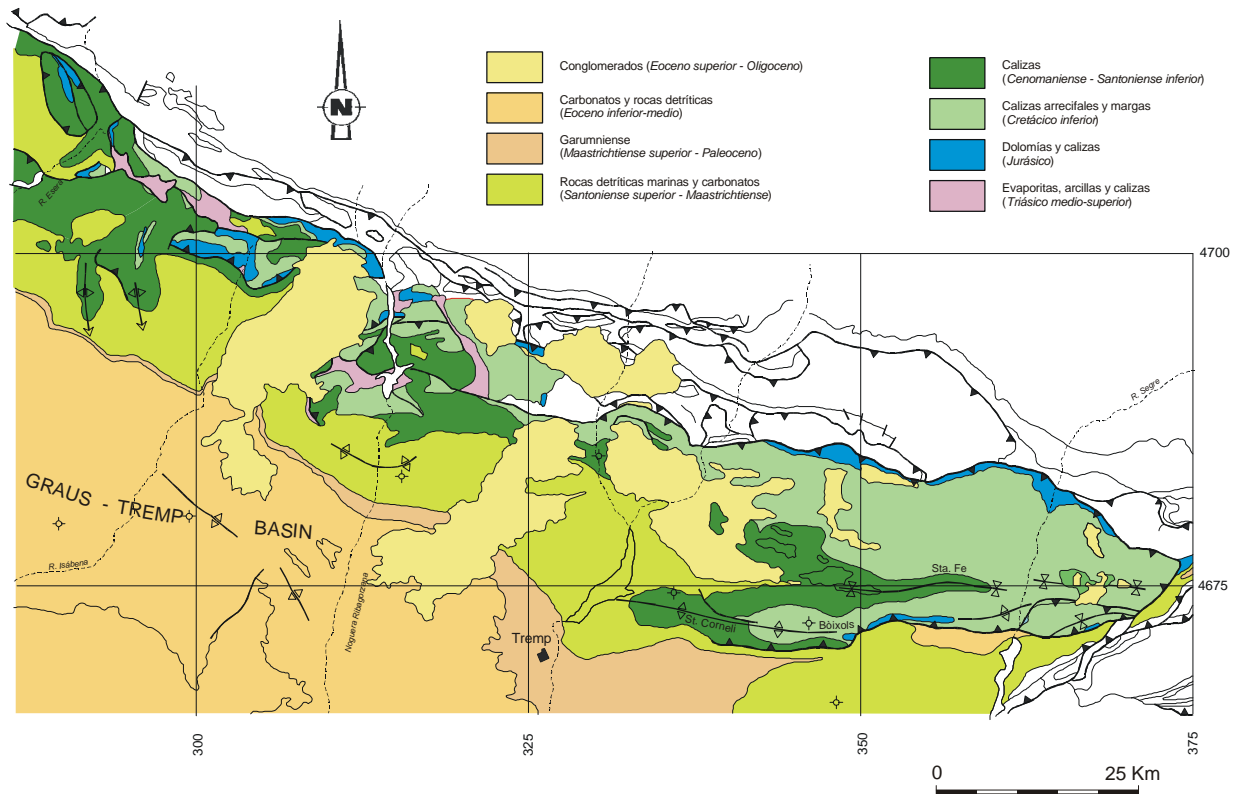 N
Conglomerados (Eoceno superior - Oligoceno)
Carbonatos y rocas detríticas
(Eoceno inferior-medio)
Garumniense
(Maastrichtiense superior - Paleoceno)
Rocas detríticas marinas y carbonatos
(Santoniense superior - Maastrichtiense)
Calizas
(Cenomaniense - Santoniense inferior)
Calizas arrecifales y margas
(Cretácico inferior)
Dolomías y calizas
(Jurásico)
Evaporitas, arcillas y calizas
(Triásico medio-superior)
R. Esera
4700
R. Segre
GRAUS - TREMP BASIN
R. Isábena
Noguera Ribagorzana
Sta. Fe
4675
St. Corneli
Bòixols
Tremp
300
325
350
375
0 25 Km